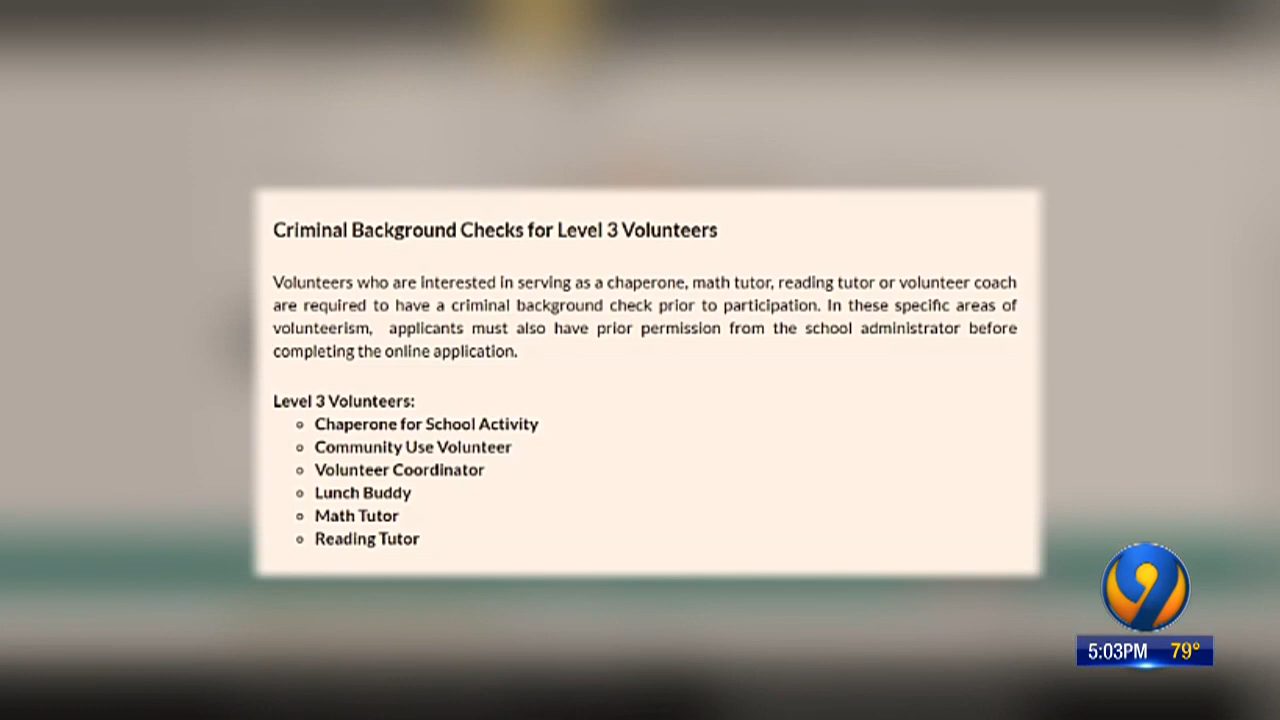 Criminal Background Checks for Level 3 Volunteers
Volunteers who are interested in serving as a chaperone, math tutor, reading tutor or volunteer coach
are required to have a criminal background check prior to participation. In these specific areas of
volunteerism, applicants must also have prior permission from the school administrator before
completing the online application.
Level 3 Volunteers:
Chaperone for School Activity
Community Use Volunteer
Volunteer Coordinator
Lunch Buddy
Math Tutor
Reading Tutor
9
5:03PM 79°